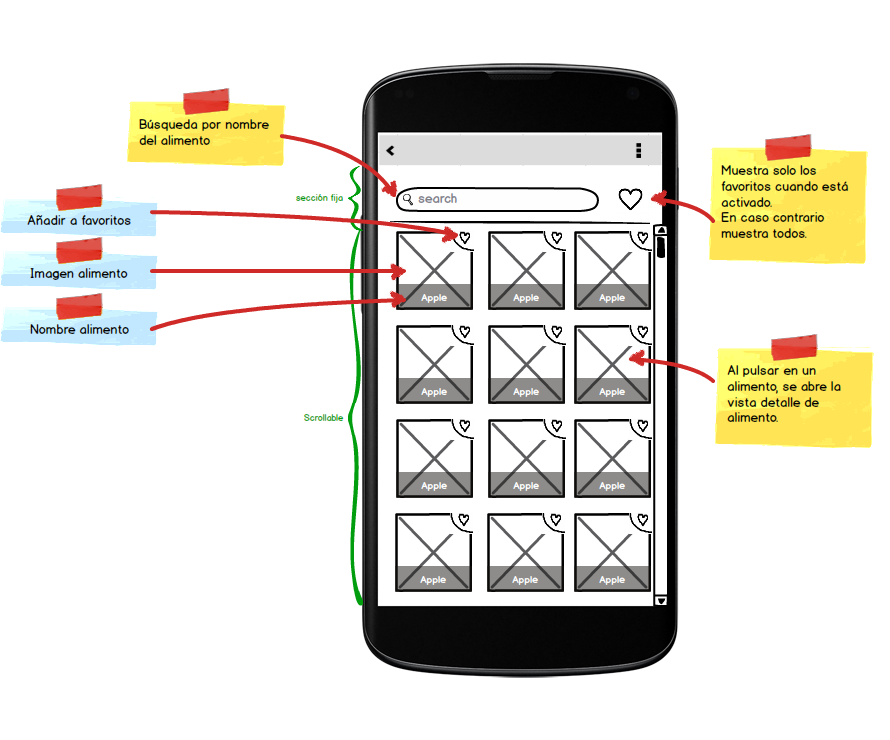 Búsqueda por nombre
del alimento
Muestra solo los
favoritos cuando está
activado.
En caso contrario
muestra todos.
sección fija
search
Añadir a favoritos
Imagen alimento
Nombre alimento
Apple
Apple
Apple
Al pulsar en un
alimento, se abre la
vista detalle de
alimento.
Apple
Apple
Apple
Scrollable
Apple
Apple
Apple
Apple
Apple
Apple